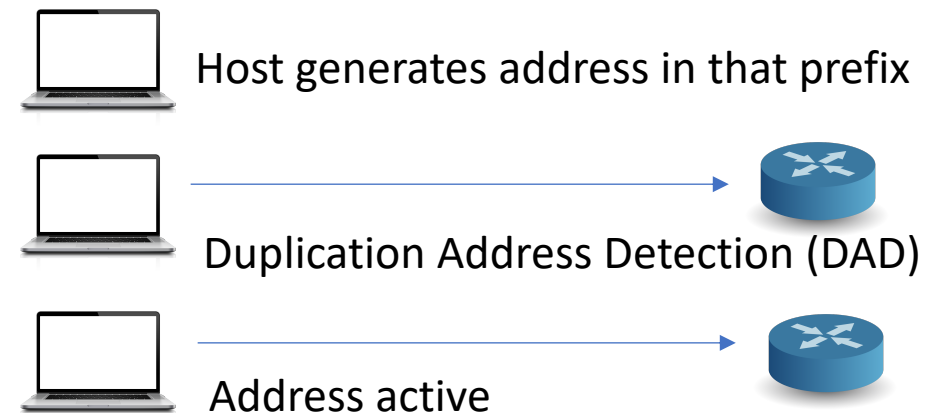 Host generates address in that prefix
Duplication Address Detection (DAD)
Address active